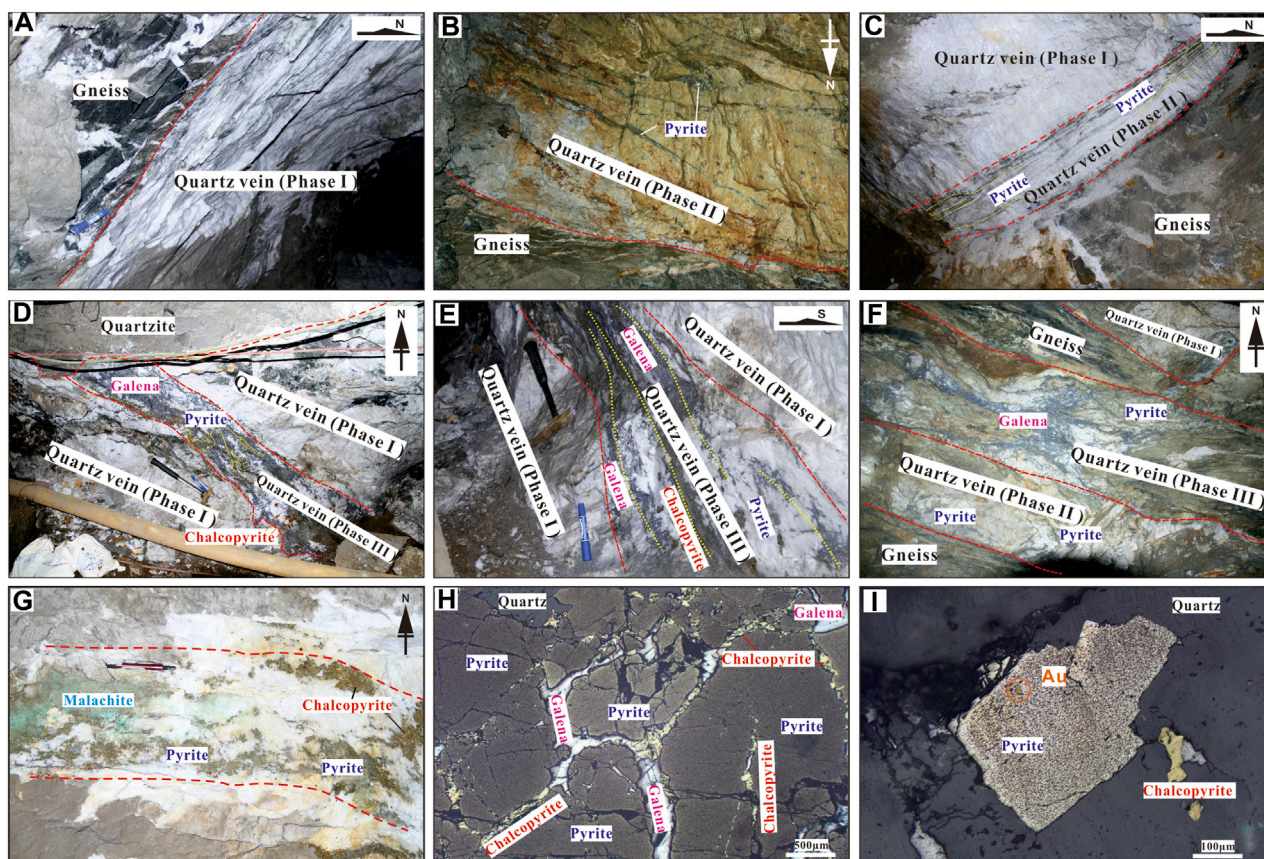 A
N
Gneiss
Quartz vein (Phase I )
B
N
Pyrite
Quartz vein (Phase II )
Gneiss
C
N
Quartz vein (Phase I )
Pyrite
Pyrite
Quartz vein (Phase II )
Gneiss
D
N
Quartzite
Galena
Quartz vein (Phase I )
Pyrite
Quartz vein (Phase I )
Quartz vein (Phase III )
Chalcopyrite
E
S
Galena
Quartz vein (Phase I )
Quartz vein (Phase I )
Quartz vein (Phase III )
Galena
Chalcopyrite
Pyrite
F
N
Gneiss
Quartz vein (Phase I )
Pyrite
Galena
Quartz vein (Phase III )
Quartz vein (Phase II )
Pyrite
Pyrite
Gneiss
G
N
Chalcopyrite
Malachite
Pyrite
Pyrite
H
Quartz
Galena
Chalcopyrite
Pyrite
Galena
Pyrite
Pyrite
Chalcopyrite
Galena
Chalcopyrite
Pyrite
500μm
I
Quartz
Au
Pyrite
Chalcopyrite
100μm